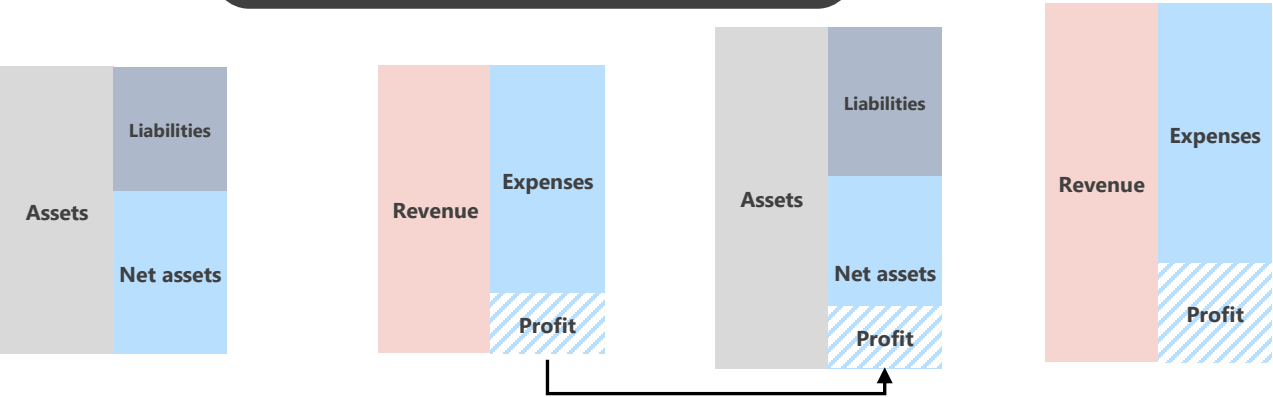 Assets
Liabilities
Net assets
Revenue
Expenses
Profit
Assets
Liabilities
Net assets
Profit
Revenue
Expenses
Profit